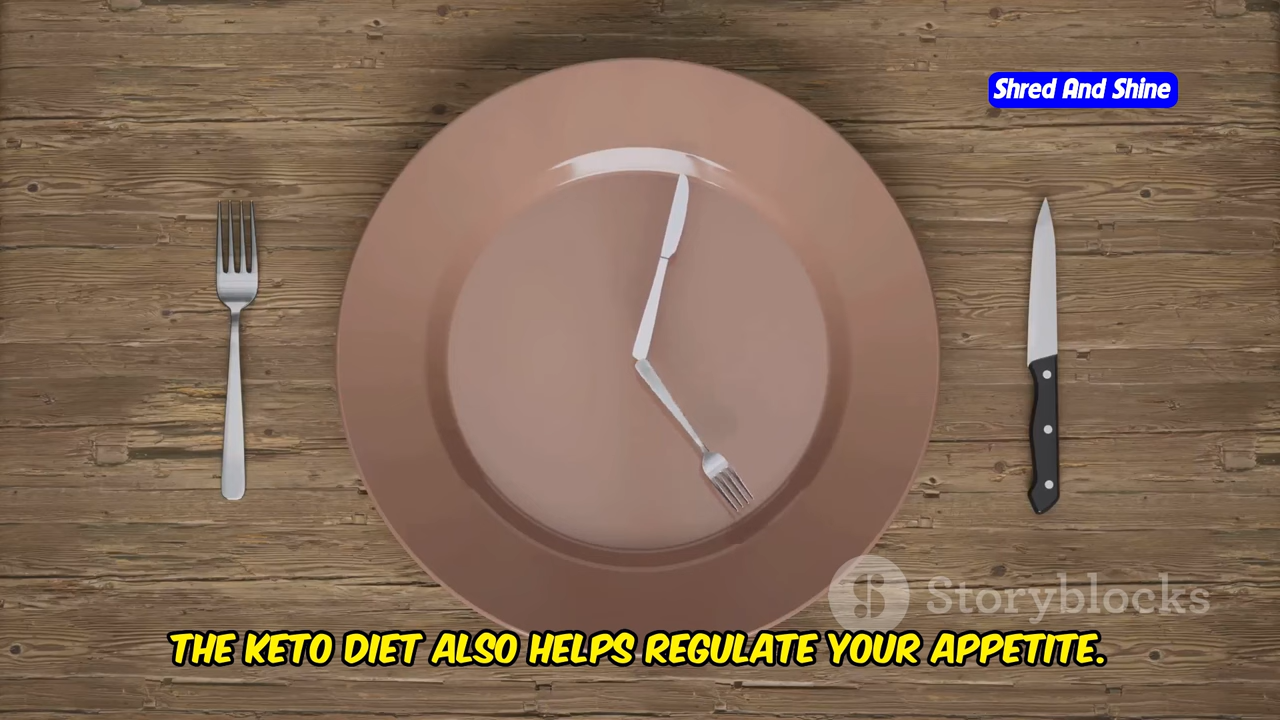 Shred And Shine
Storyblocks
THE KETO DIET ALSO HELPS REGULATE YOUR APPETITE.